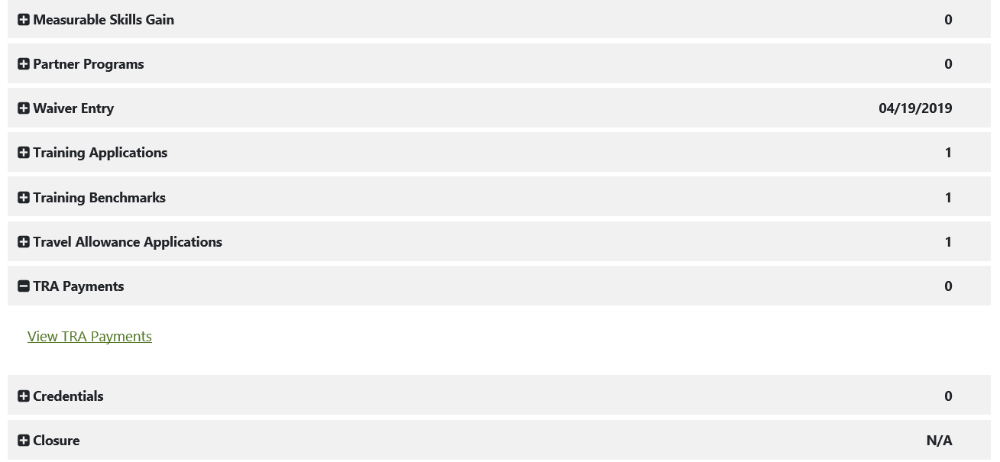 Measurable Skills Gain 0
Partner Programs 0
Waiver Entry 04/19/2019
Training Applications 1
Training Benchmarks 1
Travel Allowance Applications 1
TRA Payments 0
View TRA Payments
Credentials 0
Closure N/A